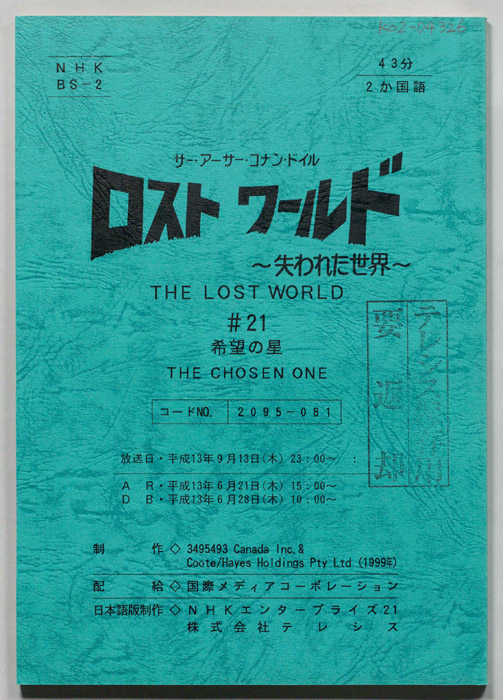 NHK
BS-2
43分
2か国語
サー・アーサー・コナン・ドイル
ロスト ワールド
～失われた世界～
THE LOST WORLD
#21
希望の星
THE CHOSEN ONE
コードNO. 2095-081
放送日・平成13年9月13日(木) 23:00～ :
A R・平成13年6月21日(木) 15:00～
D B・平成13年6月28日(木) 10:00～
要返却
制作◇3495493 Canada Inc,&
Coote/Hayes Holdings Pty Ltd (1999年)
配給◇国際メディアコーポレーション
日本語版制作◇NHKエンタープライズ21
株式会社テレシス